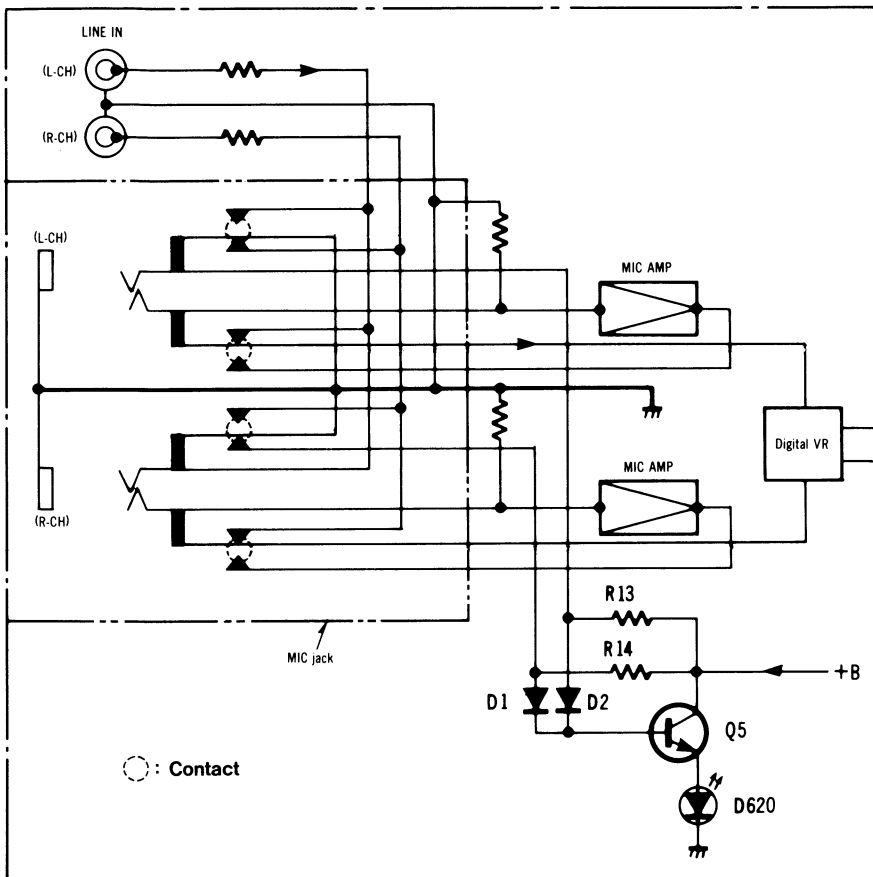 LINE IN
(L-CH)
(R-CH)
(L-CH)
MIC AMP
Digital VR
MIC AMP
(R-CH)
R13
MIC jack
R14
+B
D1
D2
Q5
: Contact
D620